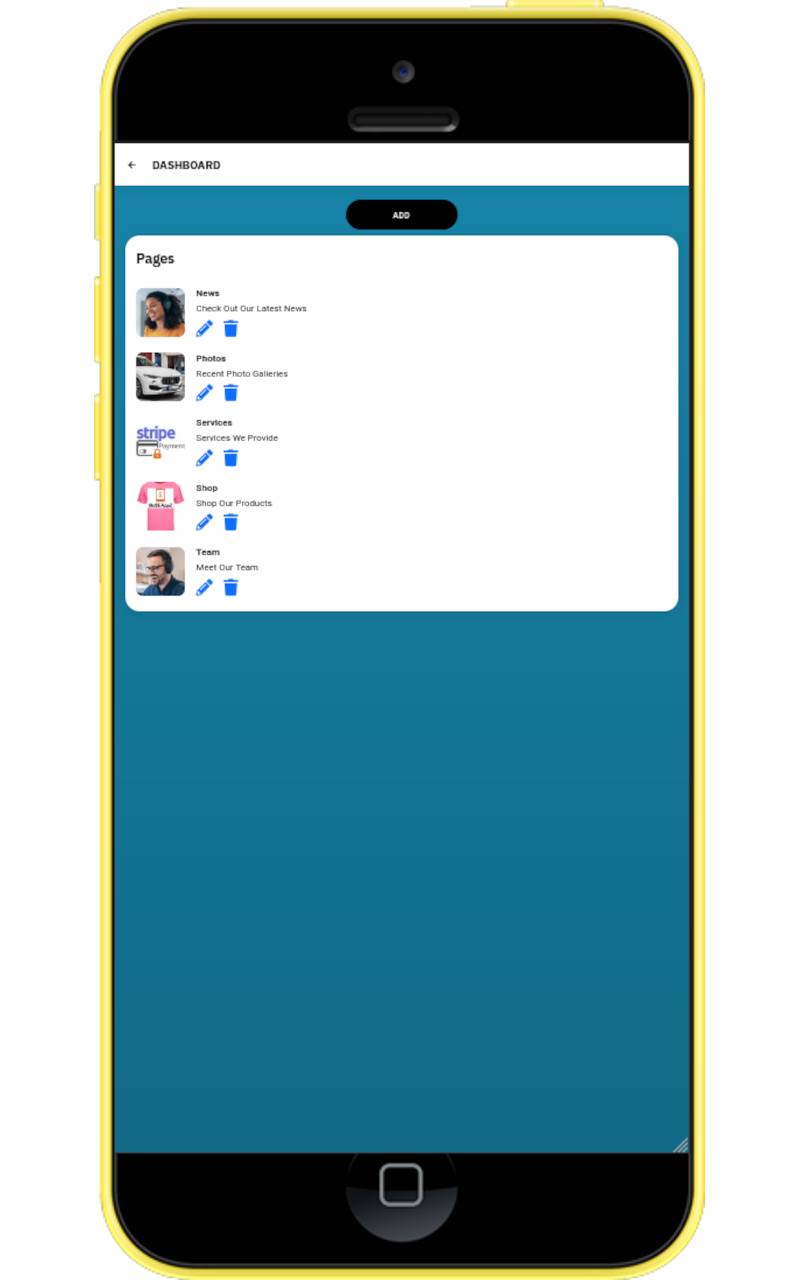 DASHBOARD
ADD
Pages
News
Check Out Our Latest News
Photos
Recent Photo Galleries
Services
Services We Provide
stripe
Payment
Shop
Shop Our Products
Team
Meet Our Team